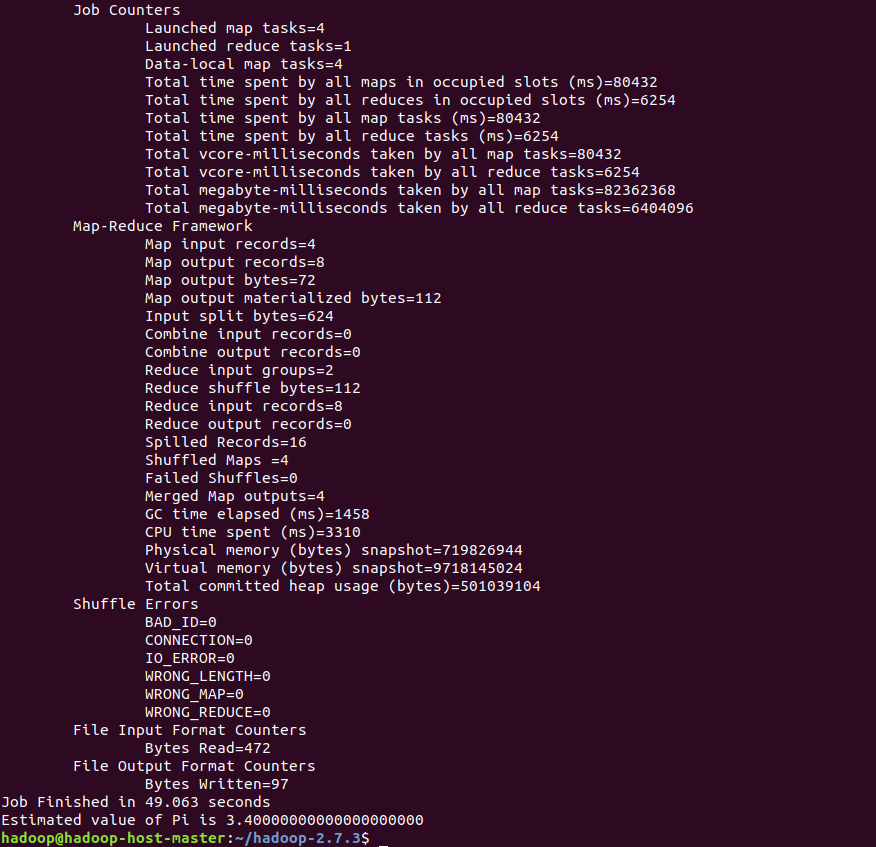 Job Counters
Launched map tasks=4
Launched reduce tasks=1
Data-local map tasks=4
Total time spent by all maps in occupied slots (ms)=80432
Total time spent by all reduces in occupied slots (ms)=6254
Total time spent by all map tasks (ms)=80432
Total time spent by all reduce tasks (ms)=6254
Total vcore-milliseconds taken by all map tasks=80432
Total vcore-milliseconds taken by all reduce tasks=6254
Total megabyte-milliseconds taken by all map tasks=82362368
Total megabyte-milliseconds taken by all reduce tasks=6404096
Map-Reduce Framework
Map input records=4
Map output records=8
Map output bytes=72
Map output materialized bytes=112
Input split bytes=624
Combine input records=0
Combine output records=0
Reduce input groups=2
Reduce shuffle bytes=112
Reduce input records=8
Reduce output records=0
Spilled Records=16
Shuffled Maps =4
Failed Shuffles=0
Merged Map outputs=4
GC time elapsed (ms)=1458
CPU time spent (ms)=3310
Physical memory (bytes) snapshot=719826944
Virtual memory (bytes) snapshot=9718145024
Total committed heap usage (bytes)=501039104
Shuffle Errors
BAD_ID=0
CONNECTION=0
IO_ERROR=0
WRONG_LENGTH=0
WRONG_MAP=0
WRONG_REDUCE=0
File Input Format Counters
Bytes Read=472
File Output Format Counters
Bytes Written=97
Job Finished in 49.063 seconds
Estimated value of Pi is 3.40000000000000000000
hadoop@hadoop-host-master:~/hadoop-2.7.3$ _